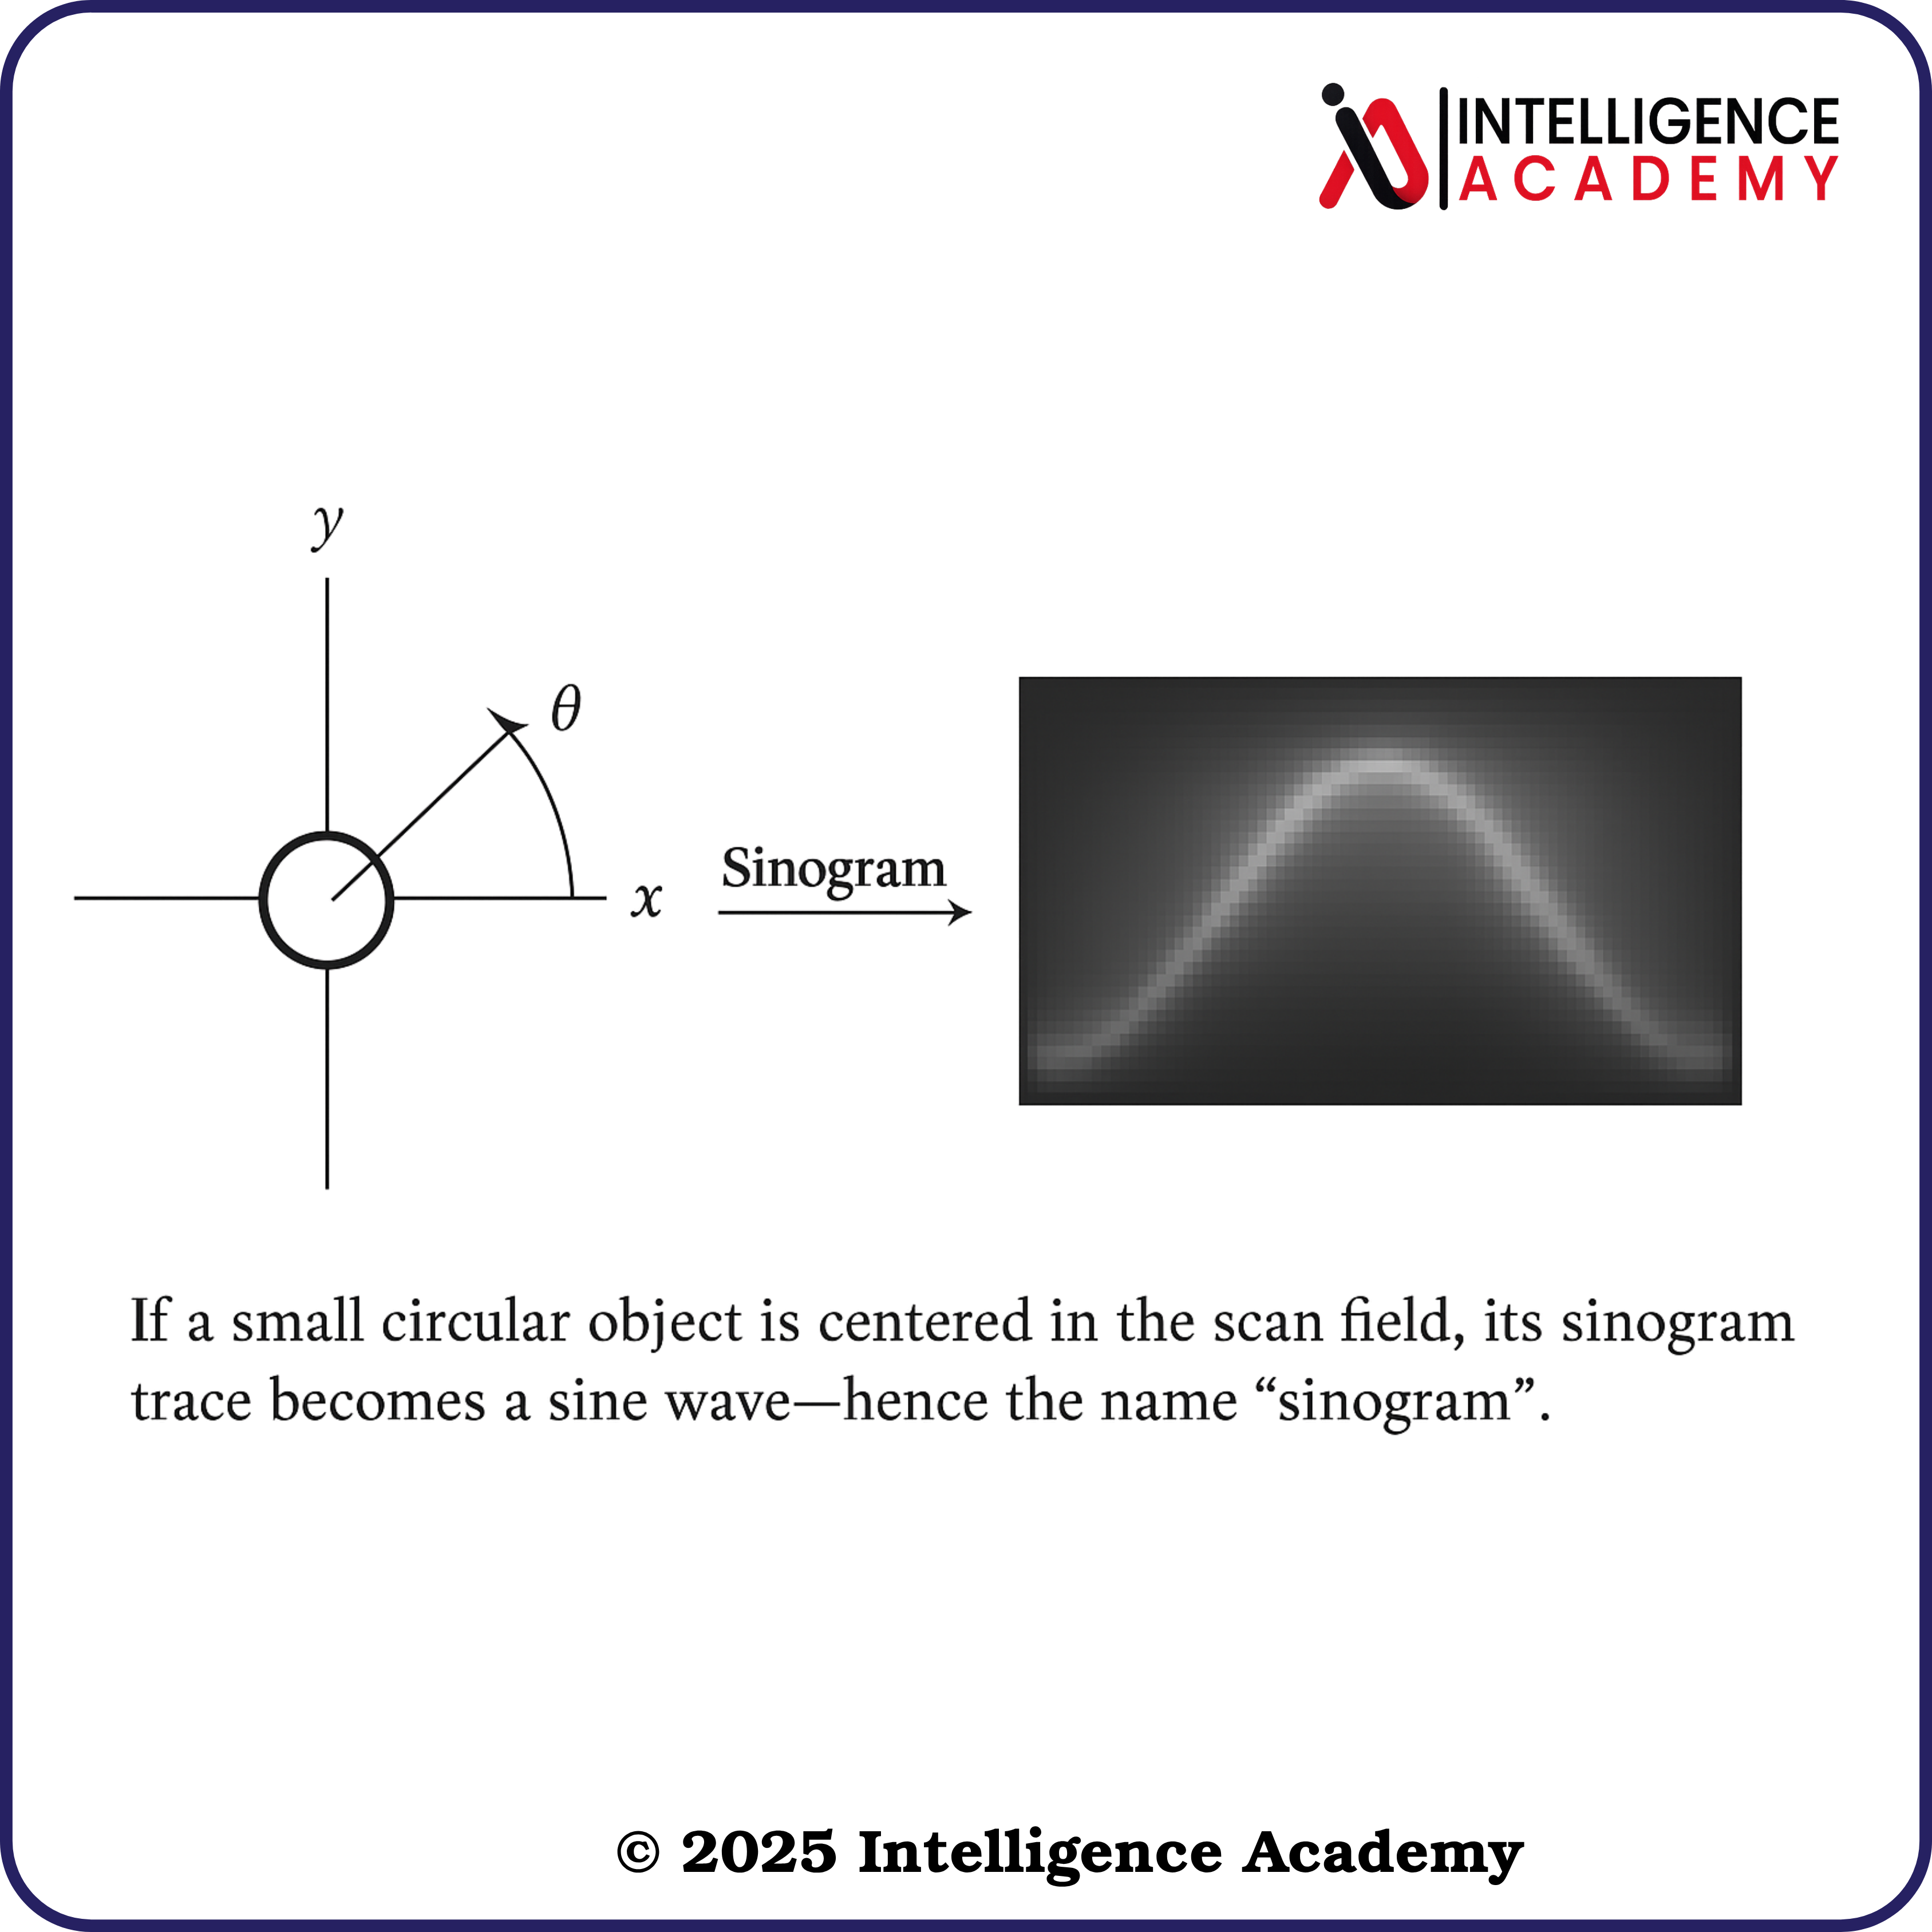 INTELLIGENCE
ACADEMY
y
θ
Sinogram
x
If a small circular object is centered in the scan field, its sinogram
trace becomes a sine wave—hence the name “sinogram”.
© 2025 Intelligence Academy